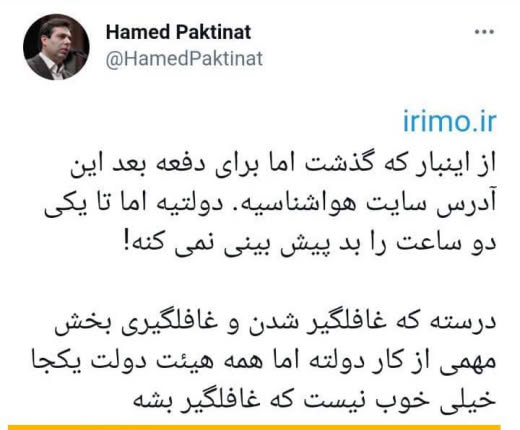 Hamed Paktinat
@HamedPaktinat
irimo.ir
از اینبار که گذشت اما برای دفعه بعد این
آدرس سایت هواشناسیه. دولتیه اما تا یکی
دو ساعت را بد پیش بینی نمی کنه!
درسته که غافلگیر شدن و غافلگیری بخش
مهمی از کار دولته اما همه هیئت دولت یکجا
خیلی خوب نیست که غافلگیر بشه